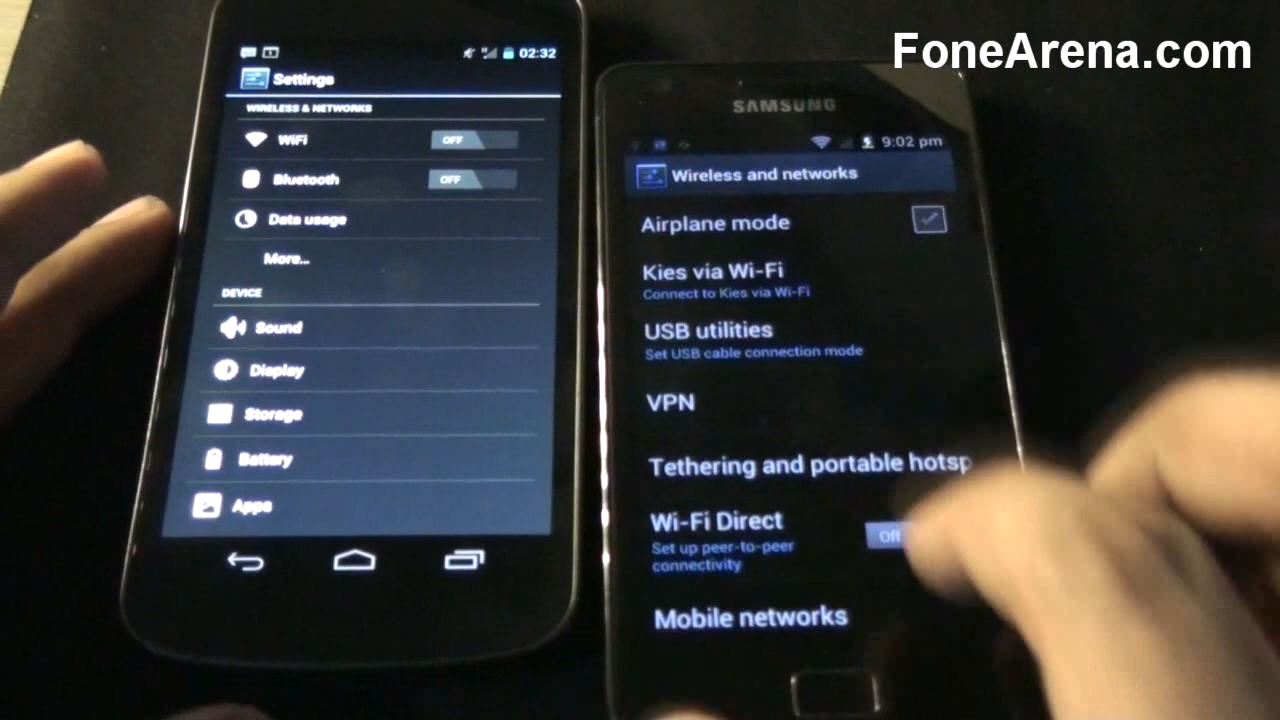 FoneArena.com
02:32
Settings
WIRELESS & NETWORKS
WiFi
OFF
Bluetooth
OFF
Data usage
More...
DEVICE
Sound
Display
Storage
Battery
Apps
SAMSUNG
9:02 pm
Wireless and networks
Airplane mode
Kies via Wi-Fi
Connect to Kies via Wi-Fi
USB utilities
Set USB cable connection mode
VPN
Tethering and portable hotsp
Wi-Fi Direct
Off
Set up peer-to-peer
connectivity
Mobile networks